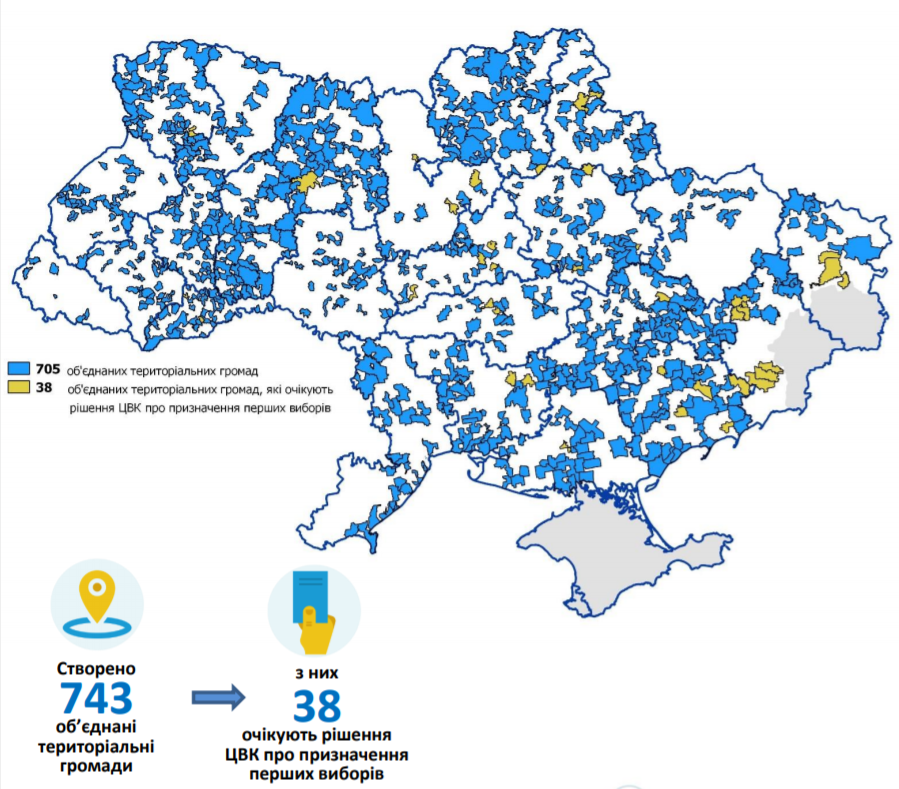 705 об'єднаних територіальних громад
38 об'єднаних територіальних громад, які очікують
рішення ЦВК про призначення перших виборів
Створено
743
об’єднані
територіальні
громади
з них
38
очікують рішення
ЦВК про призначення
перших виборів